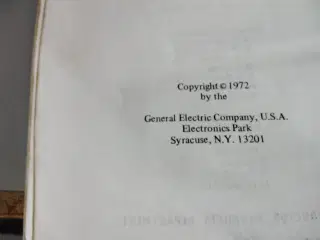 Copyright © 1972
by the
General Electric Company, U.S.A.
Electronics Park
Syracuse, N.Y. 13201